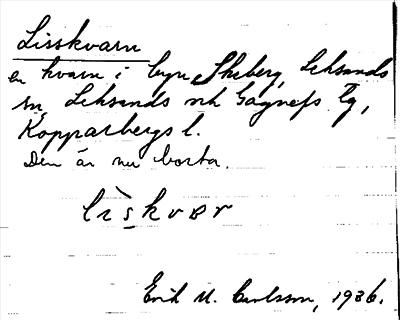 Lisskvarn
en kvarn i byn Skeberg, Leksands
sn, Leksands och Gagnefs tg,
Kopparbergs l.
Den är nu borta.
lìskvar
Erik M. Carlsson, 1936.